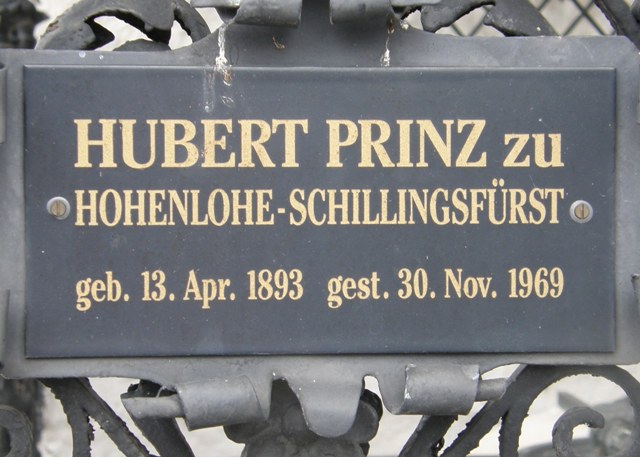 HUBERT PRINZ zu
HOHENLOHE-SCHILLINGSFÜRST
geb. 13. Apr. 1893 gest. 30. Nov. 1969